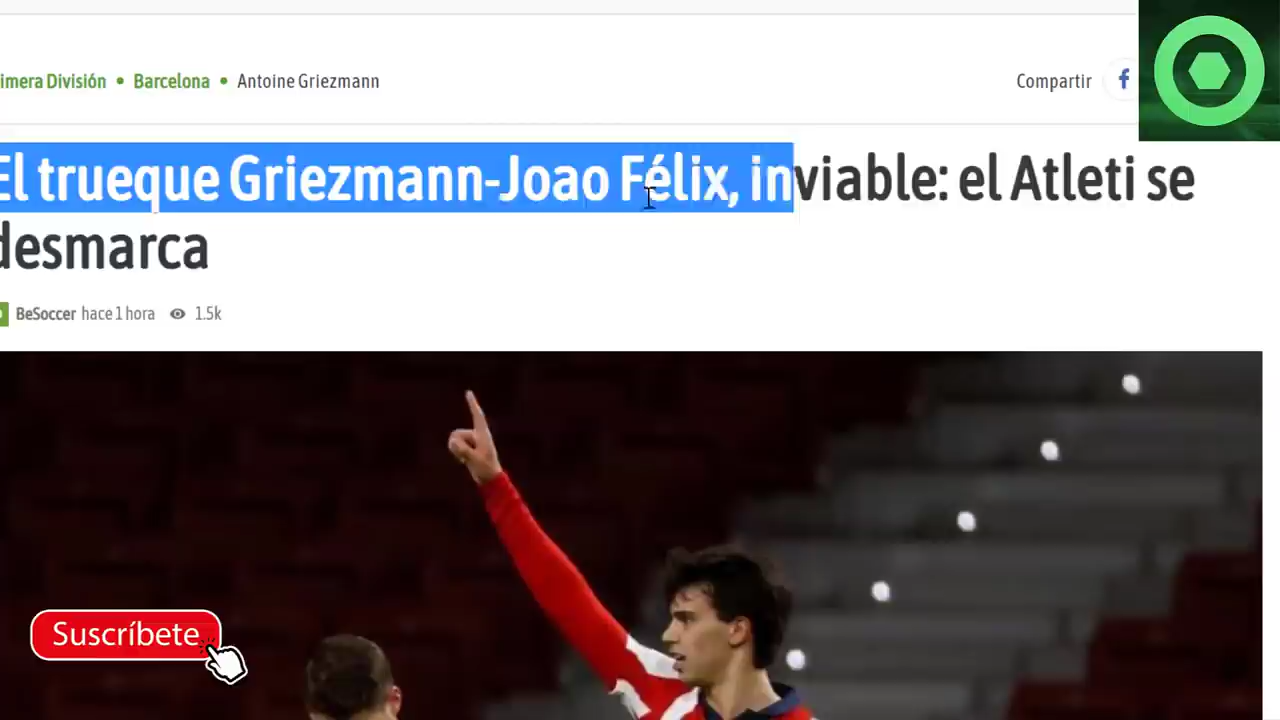 imera División • Barcelona • Antoine Griezmann
Compartir
El trueque Griezmann-Joao Félix, inviable: el Atleti se
desmarca
BeSoccer hace 1 hora 1.5k
Suscríbete